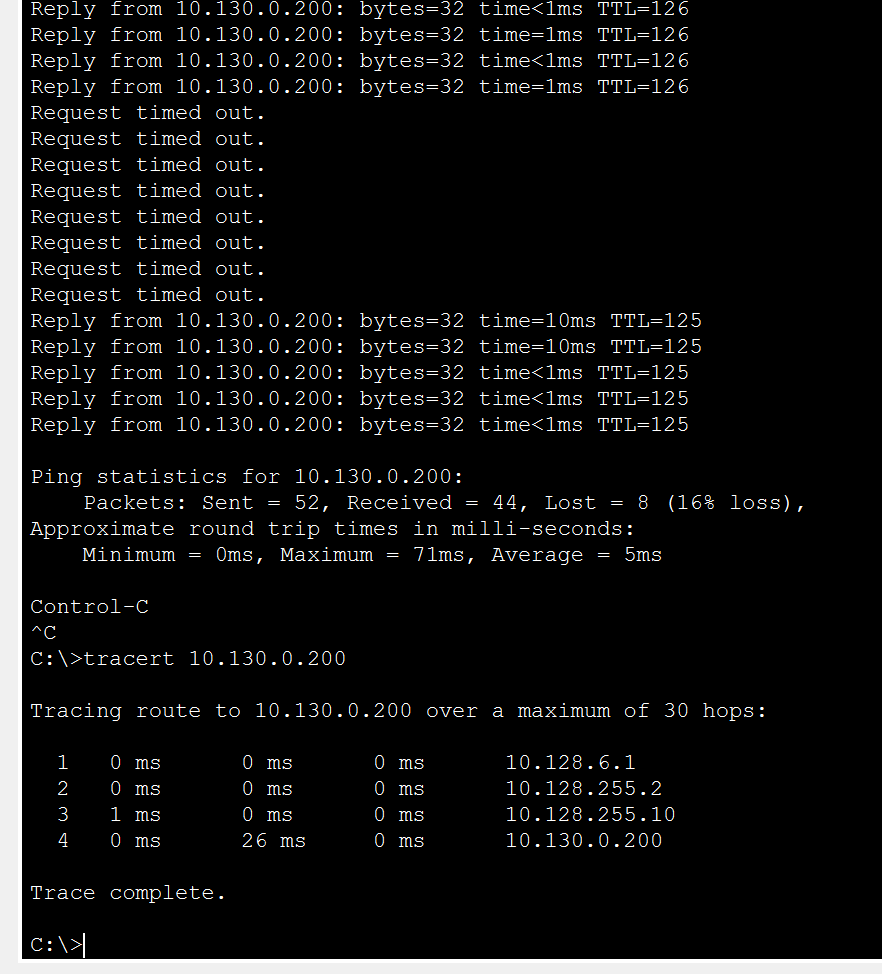 Reply from 10.130.0.200: bytes=32 time<1ms TTL=126
Reply from 10.130.0.200: bytes=32 time=1ms TTL=126
Reply from 10.130.0.200: bytes=32 time<1ms TTL=126
Reply from 10.130.0.200: bytes=32 time=1ms TTL=126
Request timed out.
Request timed out.
Request timed out.
Request timed out.
Request timed out.
Request timed out.
Request timed out.
Request timed out.
Reply from 10.130.0.200: bytes=32 time=10ms TTL=125
Reply from 10.130.0.200: bytes=32 time=10ms TTL=125
Reply from 10.130.0.200: bytes=32 time<1ms TTL=125
Reply from 10.130.0.200: bytes=32 time<1ms TTL=125
Reply from 10.130.0.200: bytes=32 time<1ms TTL=125
Ping statistics for 10.130.0.200:
Packets: Sent = 52, Received = 44, Lost = 8 (16% loss),
Approximate round trip times in milli-seconds:
Minimum = 0ms, Maximum = 71ms, Average = 5ms
Control-C
^C
C:\>tracert 10.130.0.200
Tracing route to 10.130.0.200 over a maximum of 30 hops:
1 0 ms 0 ms 0 ms 10.128.6.1
2 0 ms 0 ms 0 ms 10.128.255.2
3 1 ms 0 ms 0 ms 10.128.255.10
4 0 ms 26 ms 0 ms 10.130.0.200
Trace complete.
C:\>